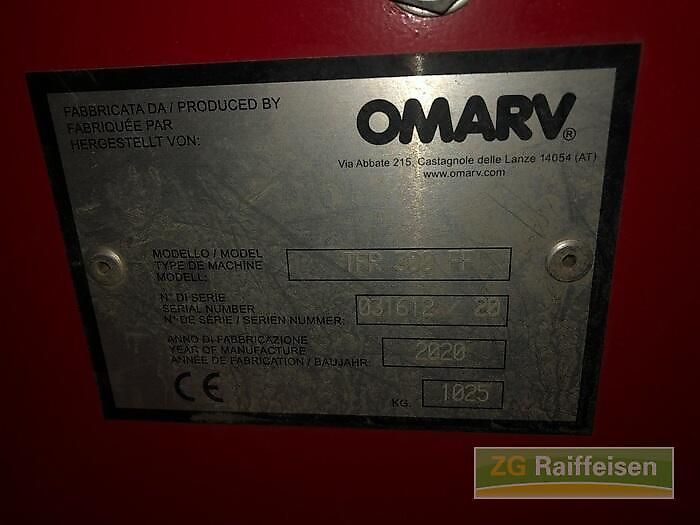 FABBRICATA DA / PRODUCED BY
FABRIQUÉE PAR
HERGESTELLT VON:
OMARV®
Via Abbate 215, Castagnole delle Lanze 14054 (AT)
www.omarv.com
MODELLO / MODEL
TYPE DE MACHINE
MODELL:
TFR
N° DI SERIE
SERIAL NUMBER
N° DE SÉRIE / SERIEN NUMMER:
031612 20
ANNO DI FABBRICAZIONE
YEAR OF MANUFACTURE
ANNÉE DE FABRICATION / BAUJAHR:
2020
CE
KG. 1025
ZG Raiffeisen